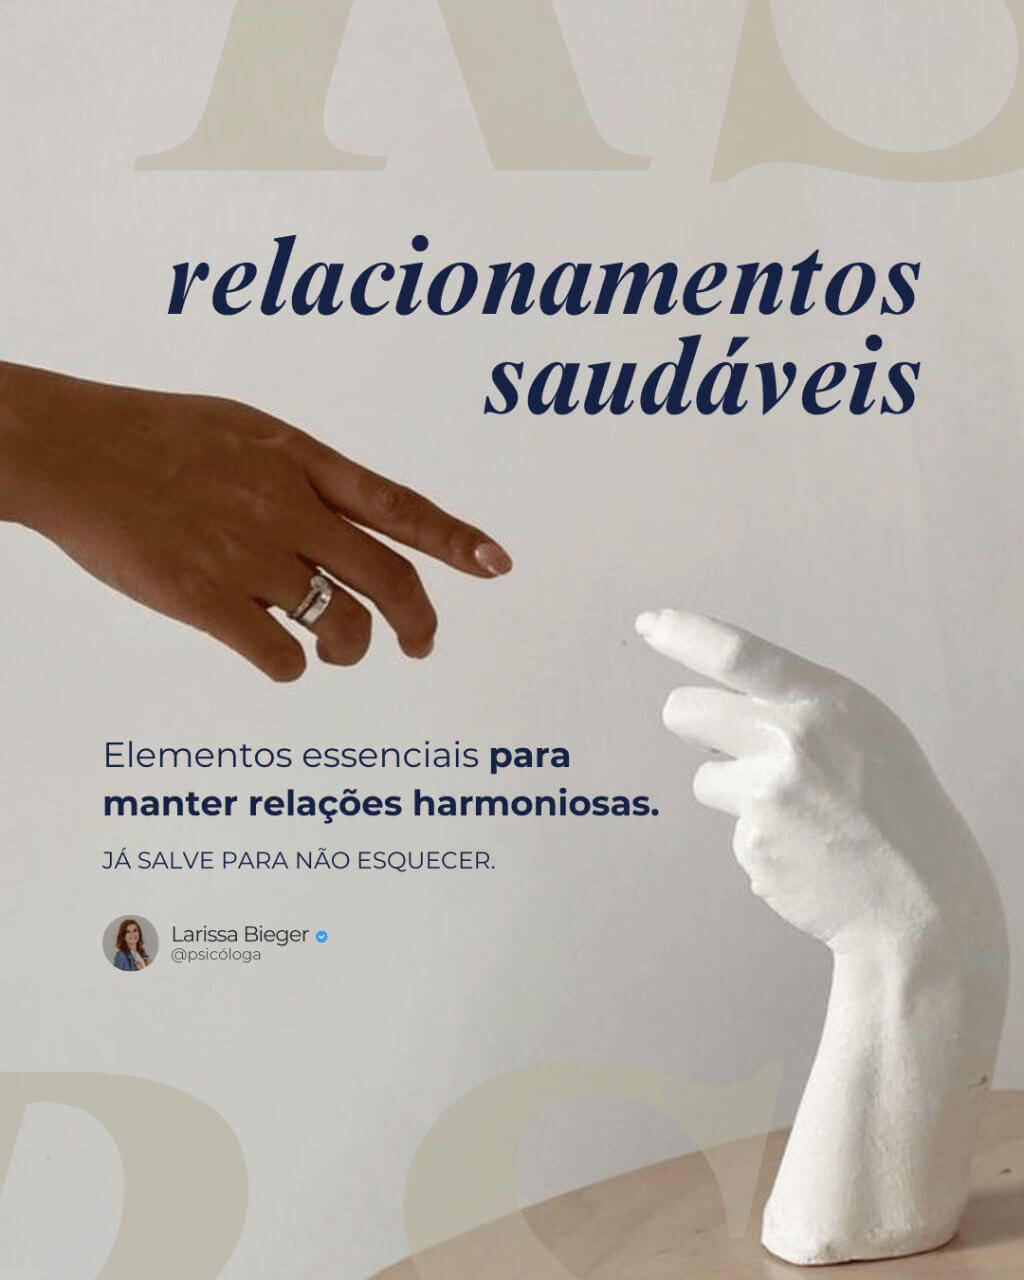 relacionamentos
saudáveis
Elementos essenciais para
manter relações harmoniosas.
JÁ SALVE PARA NÃO ESQUECER.
Larissa Bieger
@psicóloga